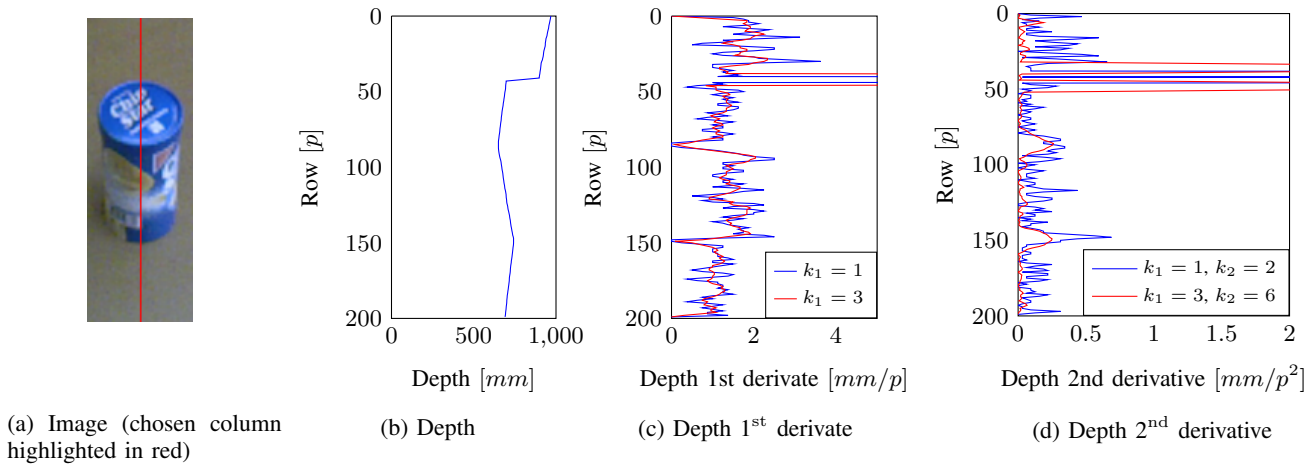 Chip
Star
0
50
100
150
200
0
500
1,000
Row [p]
Depth [mm]
0
50
100
150
200
0
2
4
Row [p]
k₁ = 1
k₁ = 3
Depth 1st derivate [mm/p]
0
50
100
150
200
0
0.5
1
1.5
2
Row [p]
k₁ = 1, k₂ = 2
k₁ = 3, k₂ = 6
Depth 2nd derivative [mm/p²]
(a) Image (chosen column
highlighted in red)
(b) Depth
(c) Depth 1ˢᵗ derivate
(d) Depth 2ⁿᵈ derivative